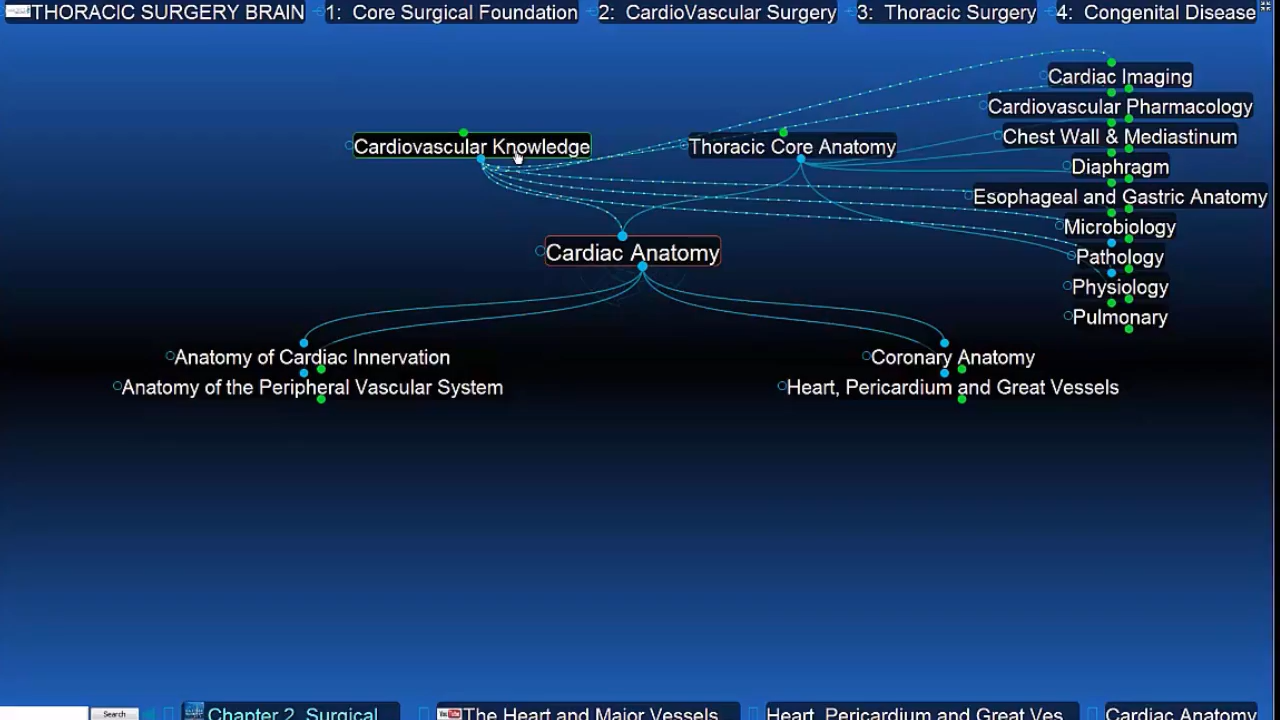 THORACIC SURGERY BRAIN
1: Core Surgical Foundation
2: CardioVascular Surgery
3: Thoracic Surgery
4: Congenital Disease
Cardiac Imaging
Cardiovascular Pharmacology
Cardiovascular Knowledge
Thoracic Core Anatomy
Chest Wall & Mediastinum
Diaphragm
Esophageal and Gastric Anatomy
Microbiology
Cardiac Anatomy
Pathology
Physiology
Pulmonary
Anatomy of Cardiac Innervation
Coronary Anatomy
Anatomy of the Peripheral Vascular System
Heart, Pericardium and Great Vessels
Search
Chapter 2 Surgical
The Heart and Major Vessels
Heart, Pericardium and Great Ves
Cardiac Anatomy